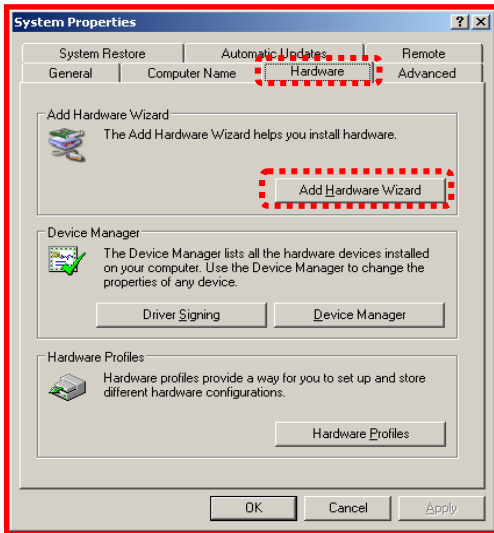 System Properties
System Restore Automatic Updates Remote
General Computer Name Hardware Advanced
Add Hardware Wizard
The Add Hardware Wizard helps you install hardware.
Add Hardware Wizard
Device Manager
The Device Manager lists all the hardware devices installed
on your computer. Use the Device Manager to change the
properties of any device.
Driver Signing Device Manager
Hardware Profiles
Hardware profiles provide a way for you to set up and store
different hardware configurations.
Hardware Profiles
OK Cancel Apply